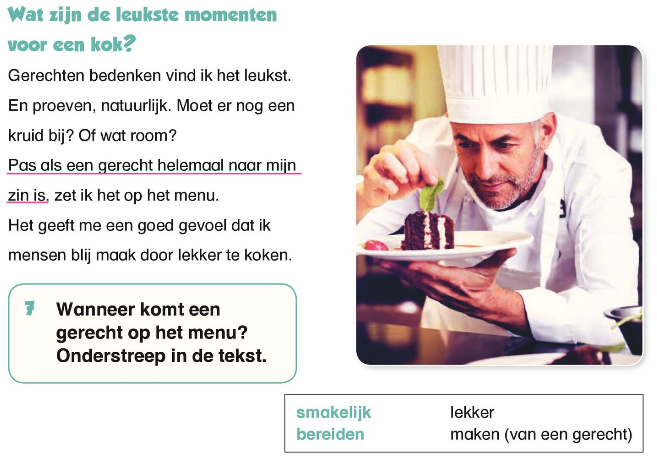 Wat zijn de leukste momenten
voor een kok?
Gerechten bedenken vind ik het leukst.
En proeven, natuurlijk. Moet er nog een
kruid bij? Of wat room?
Pas als een gerecht helemaal naar mijn
zin is, zet ik het op het menu.
Het geeft me een goed gevoel dat ik
mensen blij maak door lekker te koken.
7 Wanneer komt een
gerecht op het menu?
Onderstreep in de tekst.
smakelijk lekker
bereiden maken (van een gerecht)